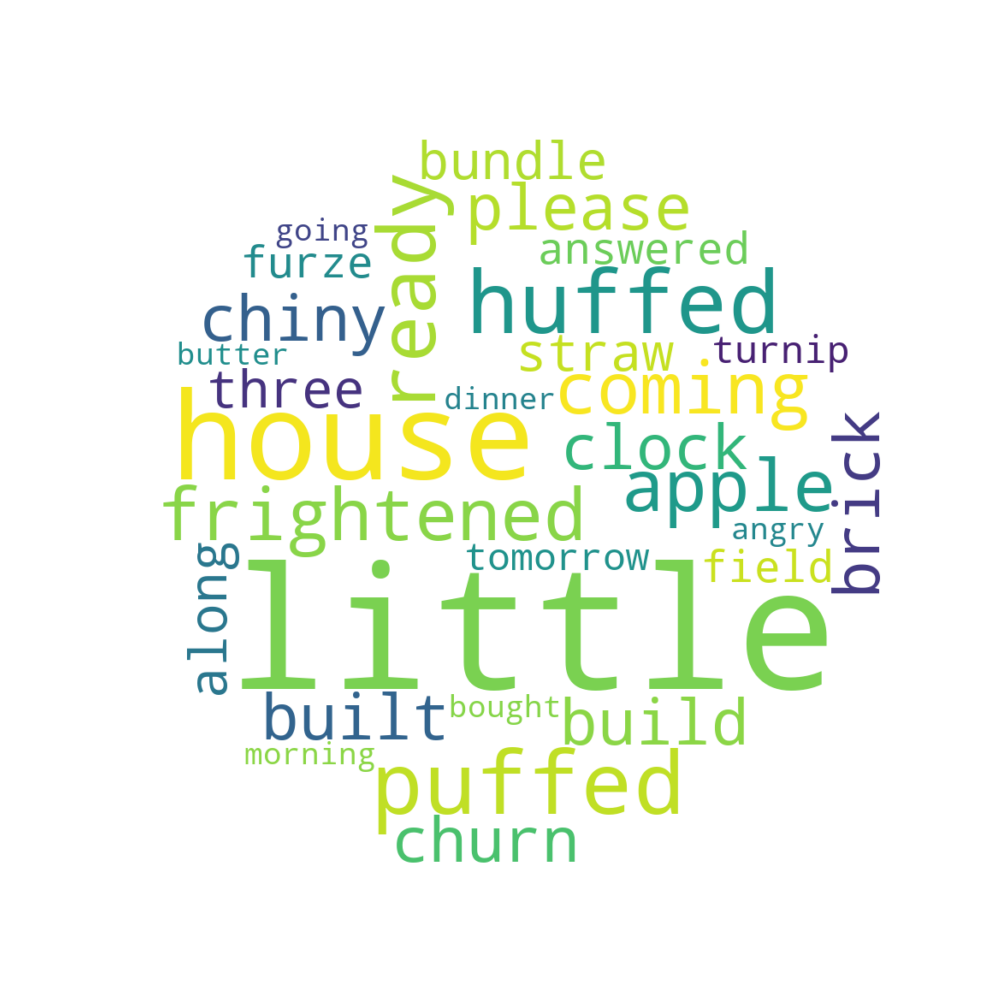 bundle
please
going
answered
furze
ready
huffed
chiny
straw
turnip
butter
three
dinner
coming
house
clock
brick
apple
frightened
angry
tomorrow
field
along
little
built
bought
build
morning
puffed
churn